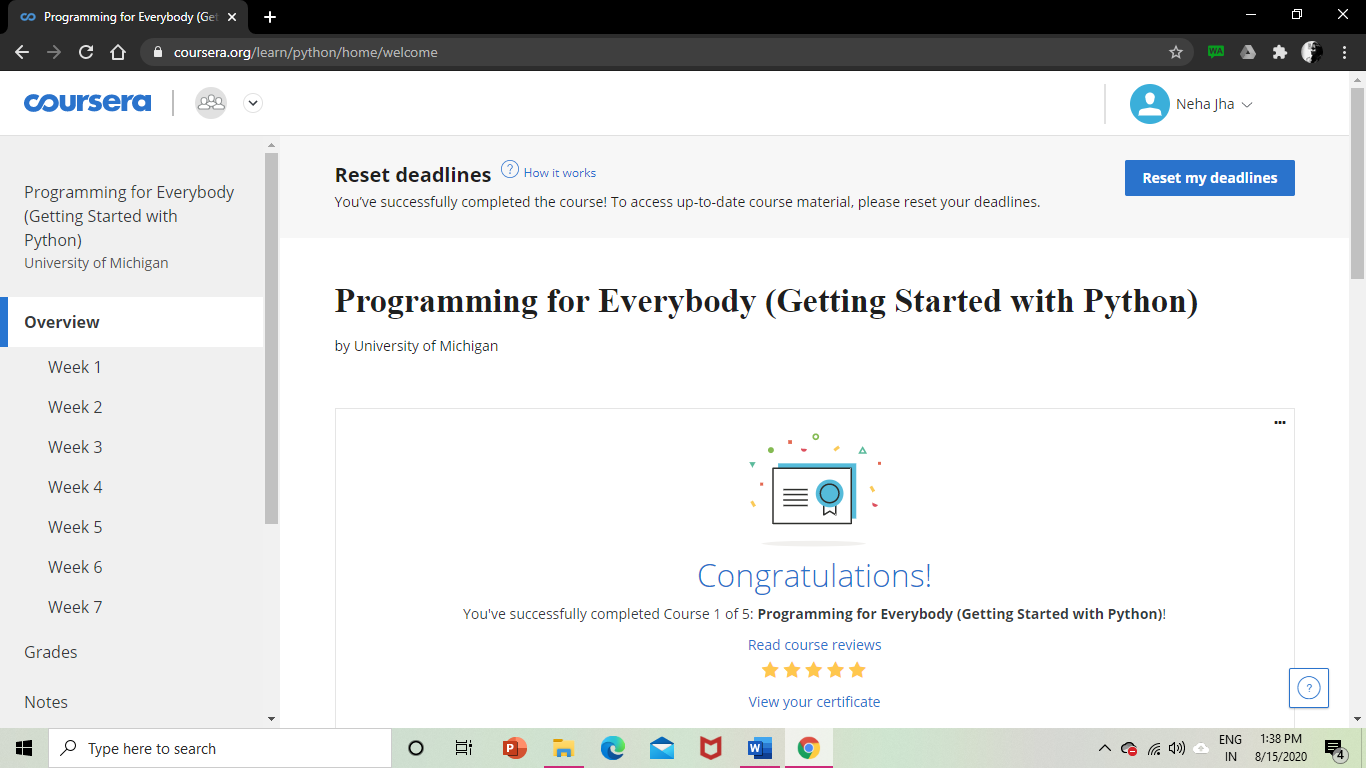 Programming for Everybody (Get
coursera.org/learn/python/home/welcome
WA
coursera
Neha Jha
Programming for Everybody
(Getting Started with
Python)
University of Michigan
Overview
Week 1
Week 2
Week 3
Week 4
Week 5
Week 6
Week 7
Grades
Notes
Reset deadlines ? How it works
You've successfully completed the course! To access up-to-date course material, please reset your deadlines.
Reset my deadlines
Programming for Everybody (Getting Started with Python)
by University of Michigan
Congratulations!
You've successfully completed Course 1 of 5: Programming for Everybody (Getting Started with Python)!
Read course reviews
View your certificate
?
Type here to search
P
W
ENG
IN
1:38 PM
8/15/2020
4